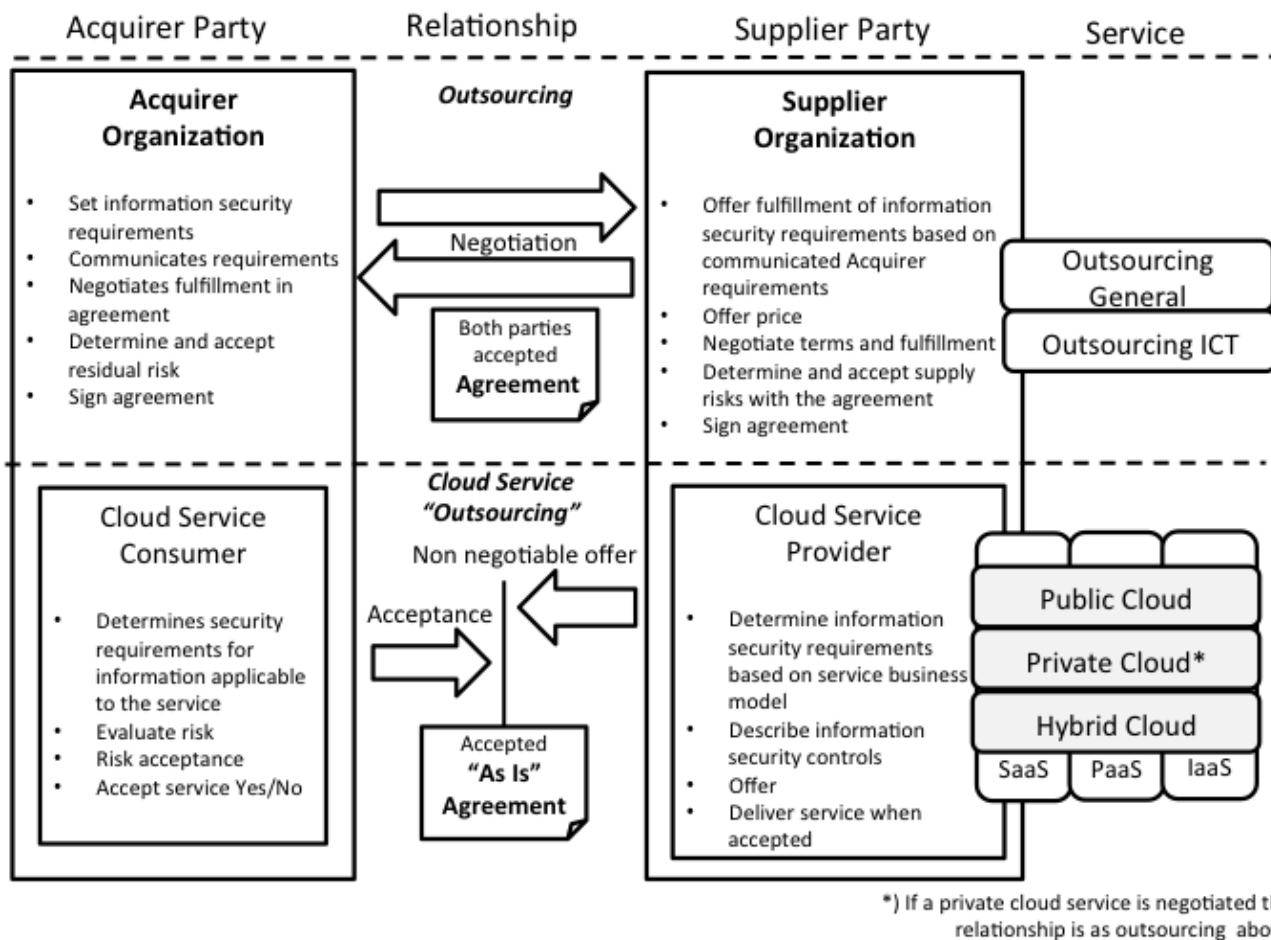 Acquirer Party
Relationship
Supplier Party
Service
Acquirer
Organization
• Set information security
requirements
• Communicates requirements
• Negotiates fulfillment in
agreement
• Determine and accept
residual risk
• Sign agreement
Outsourcing
Negotiation
Both parties
accepted
Agreement
Supplier
Organization
• Offer fulfillment of information
security requirements based on
communicated Acquirer
requirements
• Offer price
• Negotiate terms and fulfillment
• Determine and accept supply
risks with the agreement
• Sign agreement
Outsourcing
General
Outsourcing ICT
Cloud Service
Consumer
• Determines security
requirements for
information applicable
to the service
• Evaluate risk
• Risk acceptance
• Accept service Yes/No
Cloud Service
“Outsourcing”
Non negotiable offer
Acceptance
Accepted
“As Is”
Agreement
Cloud Service
Provider
• Determine information
security requirements
based on service business
model
• Describe information
security controls
• Offer
• Deliver service when
accepted
Public Cloud
Private Cloud*
Hybrid Cloud
SaaS
PaaS
IaaS
*) If a private cloud service is negotiated th
relationship is as outsourcing abo